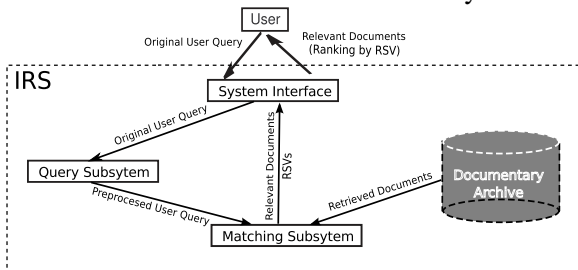 User
Original User Query
Relevant Documents
(Ranking by RSV)
IRS
System Interface
Original User Query
Relevant Documents
RSVs
Query Subsytem
Documentary
Archive
Retrieved Documents
Preprocesed User Query
Matching Subsytem